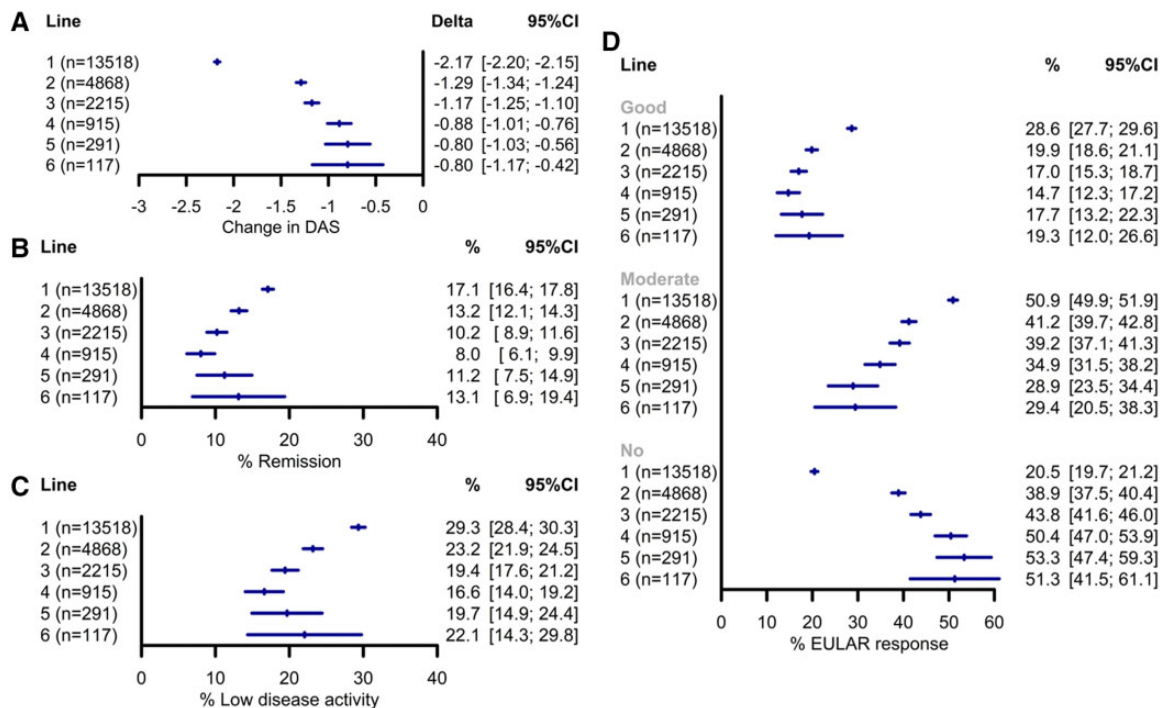 A
Line Delta 95%CI
1 (n=13518) -2.17 [-2.20; -2.15]
2 (n=4868) -1.29 [-1.34; -1.24]
3 (n=2215) -1.17 [-1.25; -1.10]
4 (n=915) -0.88 [-1.01; -0.76]
5 (n=291) -0.80 [-1.03; -0.56]
6 (n=117) -0.80 [-1.17; -0.42]
-3 -2.5 -2 -1.5 -1 -0.5 0
Change in DAS
B
Line % 95%CI
1 (n=13518) 17.1 [16.4; 17.8]
2 (n=4868) 13.2 [12.1; 14.3]
3 (n=2215) 10.2 [ 8.9; 11.6]
4 (n=915) 8.0 [ 6.1; 9.9]
5 (n=291) 11.2 [ 7.5; 14.9]
6 (n=117) 13.1 [ 6.9; 19.4]
0 10 20 30 40
% Remission
C
Line % 95%CI
1 (n=13518) 29.3 [28.4; 30.3]
2 (n=4868) 23.2 [21.9; 24.5]
3 (n=2215) 19.4 [17.6; 21.2]
4 (n=915) 16.6 [14.0; 19.2]
5 (n=291) 19.7 [14.9; 24.4]
6 (n=117) 22.1 [14.3; 29.8]
0 10 20 30 40
% Low disease activity
D
Line % 95%CI
Good
1 (n=13518) 28.6 [27.7; 29.6]
2 (n=4868) 19.9 [18.6; 21.1]
3 (n=2215) 17.0 [15.3; 18.7]
4 (n=915) 14.7 [12.3; 17.2]
5 (n=291) 17.7 [13.2; 22.3]
6 (n=117) 19.3 [12.0; 26.6]
Moderate
1 (n=13518) 50.9 [49.9; 51.9]
2 (n=4868) 41.2 [39.7; 42.8]
3 (n=2215) 39.2 [37.1; 41.3]
4 (n=915) 34.9 [31.5; 38.2]
5 (n=291) 28.9 [23.5; 34.4]
6 (n=117) 29.4 [20.5; 38.3]
No
1 (n=13518) 20.5 [19.7; 21.2]
2 (n=4868) 38.9 [37.5; 40.4]
3 (n=2215) 43.8 [41.6; 46.0]
4 (n=915) 50.4 [47.0; 53.9]
5 (n=291) 53.3 [47.4; 59.3]
6 (n=117) 51.3 [41.5; 61.1]
0 10 20 30 40 50 60
% EULAR response